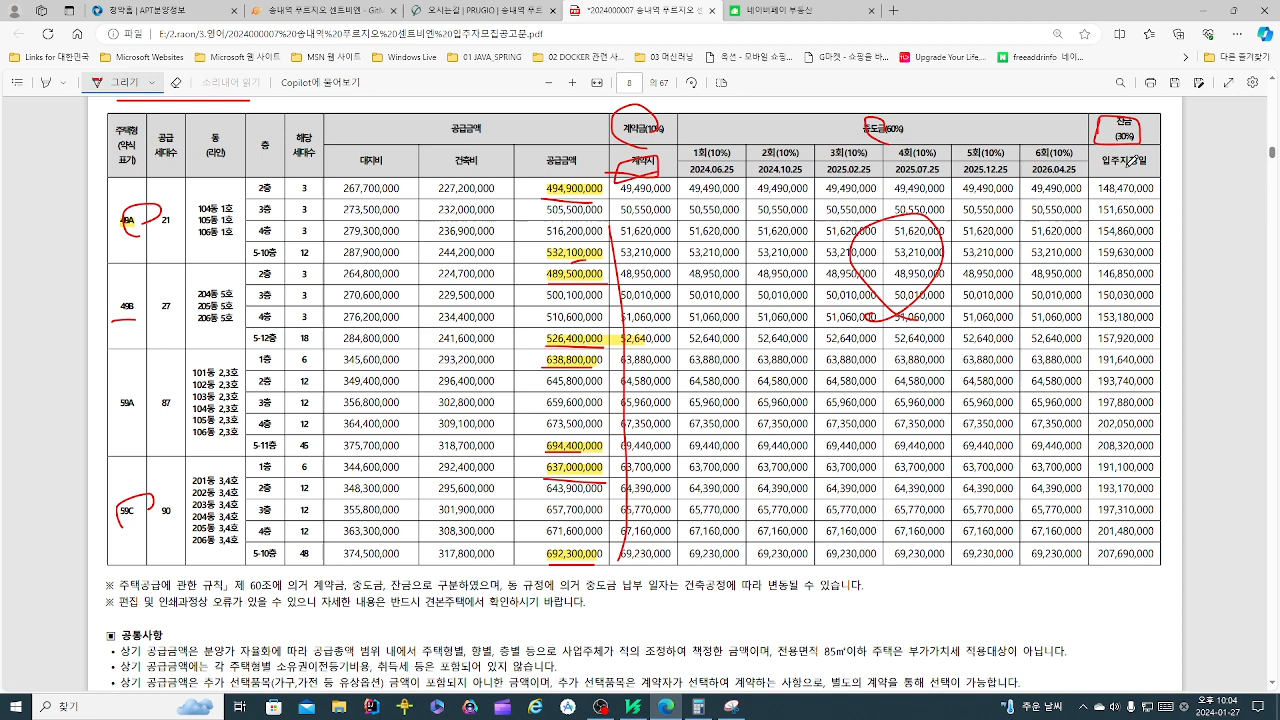 청약홈 | APT분양정보
송내역 푸르지오 센트비엔 - Git
오시는길 | PRUGIO | 송내역 푸르
*2024000007 송내역 푸르지오 센
네이버페이 부동산
파일 E:/2.raon/3.영이/2024000007%20송내역%20푸르지오%20센트비엔%20입주자모집공고문.pdf
Links for 대한민국 Microsoft Websites Microsoft 웹 사이트 MSN 웹 사이트 Windows Live 01 JAVA_SPRING 02 DOCKER 관련 사... 03 머신러닝 옥션 - 모바일 쇼핑... G마켓 - 쇼핑을 바... Upgrade Your Life... freeaddrinfo 네이... 다른 즐겨찾기
그리기 소리내어 읽기 Copilot에 물어보기 8 의 67
주택형 (약식표기) 공급세대수 동(라인) 층 해당세대수 공급금액 계약금(10%) 중도금(60%) 잔금(30%)
대지비 건축비 공급금액 계약시 1회(10%) 2회(10%) 3회(10%) 4회(10%) 5회(10%) 6회(10%) 입주지정일
2024.06.25 2024.10.25 2025.02.25 2025.07.25 2025.12.25 2026.04.25
49A 21 104동 1호 105동 1호 106동 1호
2층 3 267,700,000 227,200,000 494,900,000 49,490,000 49,490,000 49,490,000 49,490,000 49,490,000 49,490,000 49,490,000 148,470,000
3층 3 273,500,000 232,000,000 505,500,000 50,550,000 50,550,000 50,550,000 50,550,000 50,550,000 50,550,000 50,550,000 151,650,000
4층 3 279,300,000 236,900,000 516,200,000 51,620,000 51,620,000 51,620,000 51,620,000 51,620,000 51,620,000 51,620,000 154,860,000
5-10층 12 287,900,000 244,200,000 532,100,000 53,210,000 53,210,000 53,210,000 53,210,000 53,210,000 53,210,000 53,210,000 159,630,000
49B 27 204동 5호 205동 5호 206동 5호
2층 3 264,800,000 224,700,000 489,500,000 48,950,000 48,950,000 48,950,000 48,950,000 48,950,000 48,950,000 48,950,000 146,850,000
3층 3 270,600,000 229,500,000 500,100,000 50,010,000 50,010,000 50,010,000 50,010,000 50,010,000 50,010,000 50,010,000 150,030,000
4층 3 276,200,000 234,400,000 510,600,000 51,060,000 51,060,000 51,060,000 51,060,000 51,060,000 51,060,000 51,060,000 153,180,000
5-12층 18 284,800,000 241,600,000 526,400,000 52,640,000 52,640,000 52,640,000 52,640,000 52,640,000 52,640,000 52,640,000 157,920,000
59A 87 101동 2,3호 102동 2,3호 103동 2,3호 104동 2,3호 105동 2,3호 106동 2,3호
1층 6 345,600,000 293,200,000 638,800,000 63,880,000 63,880,000 63,880,000 63,880,000 63,880,000 63,880,000 63,880,000 191,640,000
2층 12 349,400,000 296,400,000 645,800,000 64,580,000 64,580,000 64,580,000 64,580,000 64,580,000 64,580,000 64,580,000 193,740,000
3층 12 356,800,000 302,800,000 659,600,000 65,960,000 65,960,000 65,960,000 65,960,000 65,960,000 65,960,000 65,960,000 197,880,000
4층 12 364,400,000 309,100,000 673,500,000 67,350,000 67,350,000 67,350,000 67,350,000 67,350,000 67,350,000 67,350,000 202,050,000
5-11층 45 375,700,000 318,700,000 694,400,000 69,440,000 69,440,000 69,440,000 69,440,000 69,440,000 69,440,000 69,440,000 208,320,000
59C 90 201동 3,4호 202동 3,4호 203동 3,4호 204동 3,4호 205동 3,4호 206동 3,4호
1층 6 344,600,000 292,400,000 637,000,000 63,700,000 63,700,000 63,700,000 63,700,000 63,700,000 63,700,000 63,700,000 191,100,000
2층 12 348,300,000 295,600,000 643,900,000 64,390,000 64,390,000 64,390,000 64,390,000 64,390,000 64,390,000 64,390,000 193,170,000
3층 12 355,800,000 301,900,000 657,700,000 65,770,000 65,770,000 65,770,000 65,770,000 65,770,000 65,770,000 65,770,000 197,310,000
4층 12 363,300,000 308,300,000 671,600,000 67,160,000 67,160,000 67,160,000 67,160,000 67,160,000 67,160,000 67,160,000 201,480,000
5-10층 48 374,500,000 317,800,000 692,300,000 69,230,000 69,230,000 69,230,000 69,230,000 69,230,000 69,230,000 69,230,000 207,690,000
※ 주택공급에 관한 규칙」제 60조에 의거 계약금, 중도금, 잔금으로 구분하였으며, 동 규정에 의거 중도금 납부 일자는 건축공정에 따라 변동될 수 있습니다.
※ 편집 및 인쇄과정상 오류가 있을 수 있으니 자세한 내용은 반드시 견본주택에서 확인하시기 바랍니다.
▣ 공통사항
• 상기 공급금액은 분양가 자율화에 따라 공급총액 범위 내에서 주택형별, 향별, 층별 등으로 사업주체가 적의 조정하여 책정한 금액이며, 전용면적 85㎡이하 주택은 부가가치세 적용대상이 아닙니다.
• 상기 공급금액에는 각 주택형별 소유권이전등기비용, 취득세 등은 포함되어 있지 않습니다.
• 상기 공급금액은 추가 선택품목(가구,가전 등 유상옵션) 금액이 포함되지 아니한 금액이며, 추가 선택품목은 계약자가 선택하여 계약하는 사항으로, 별도의 계약을 통해 선택이 가능합니다.
찾기
주요 날씨
오후 10:04
2024-01-27